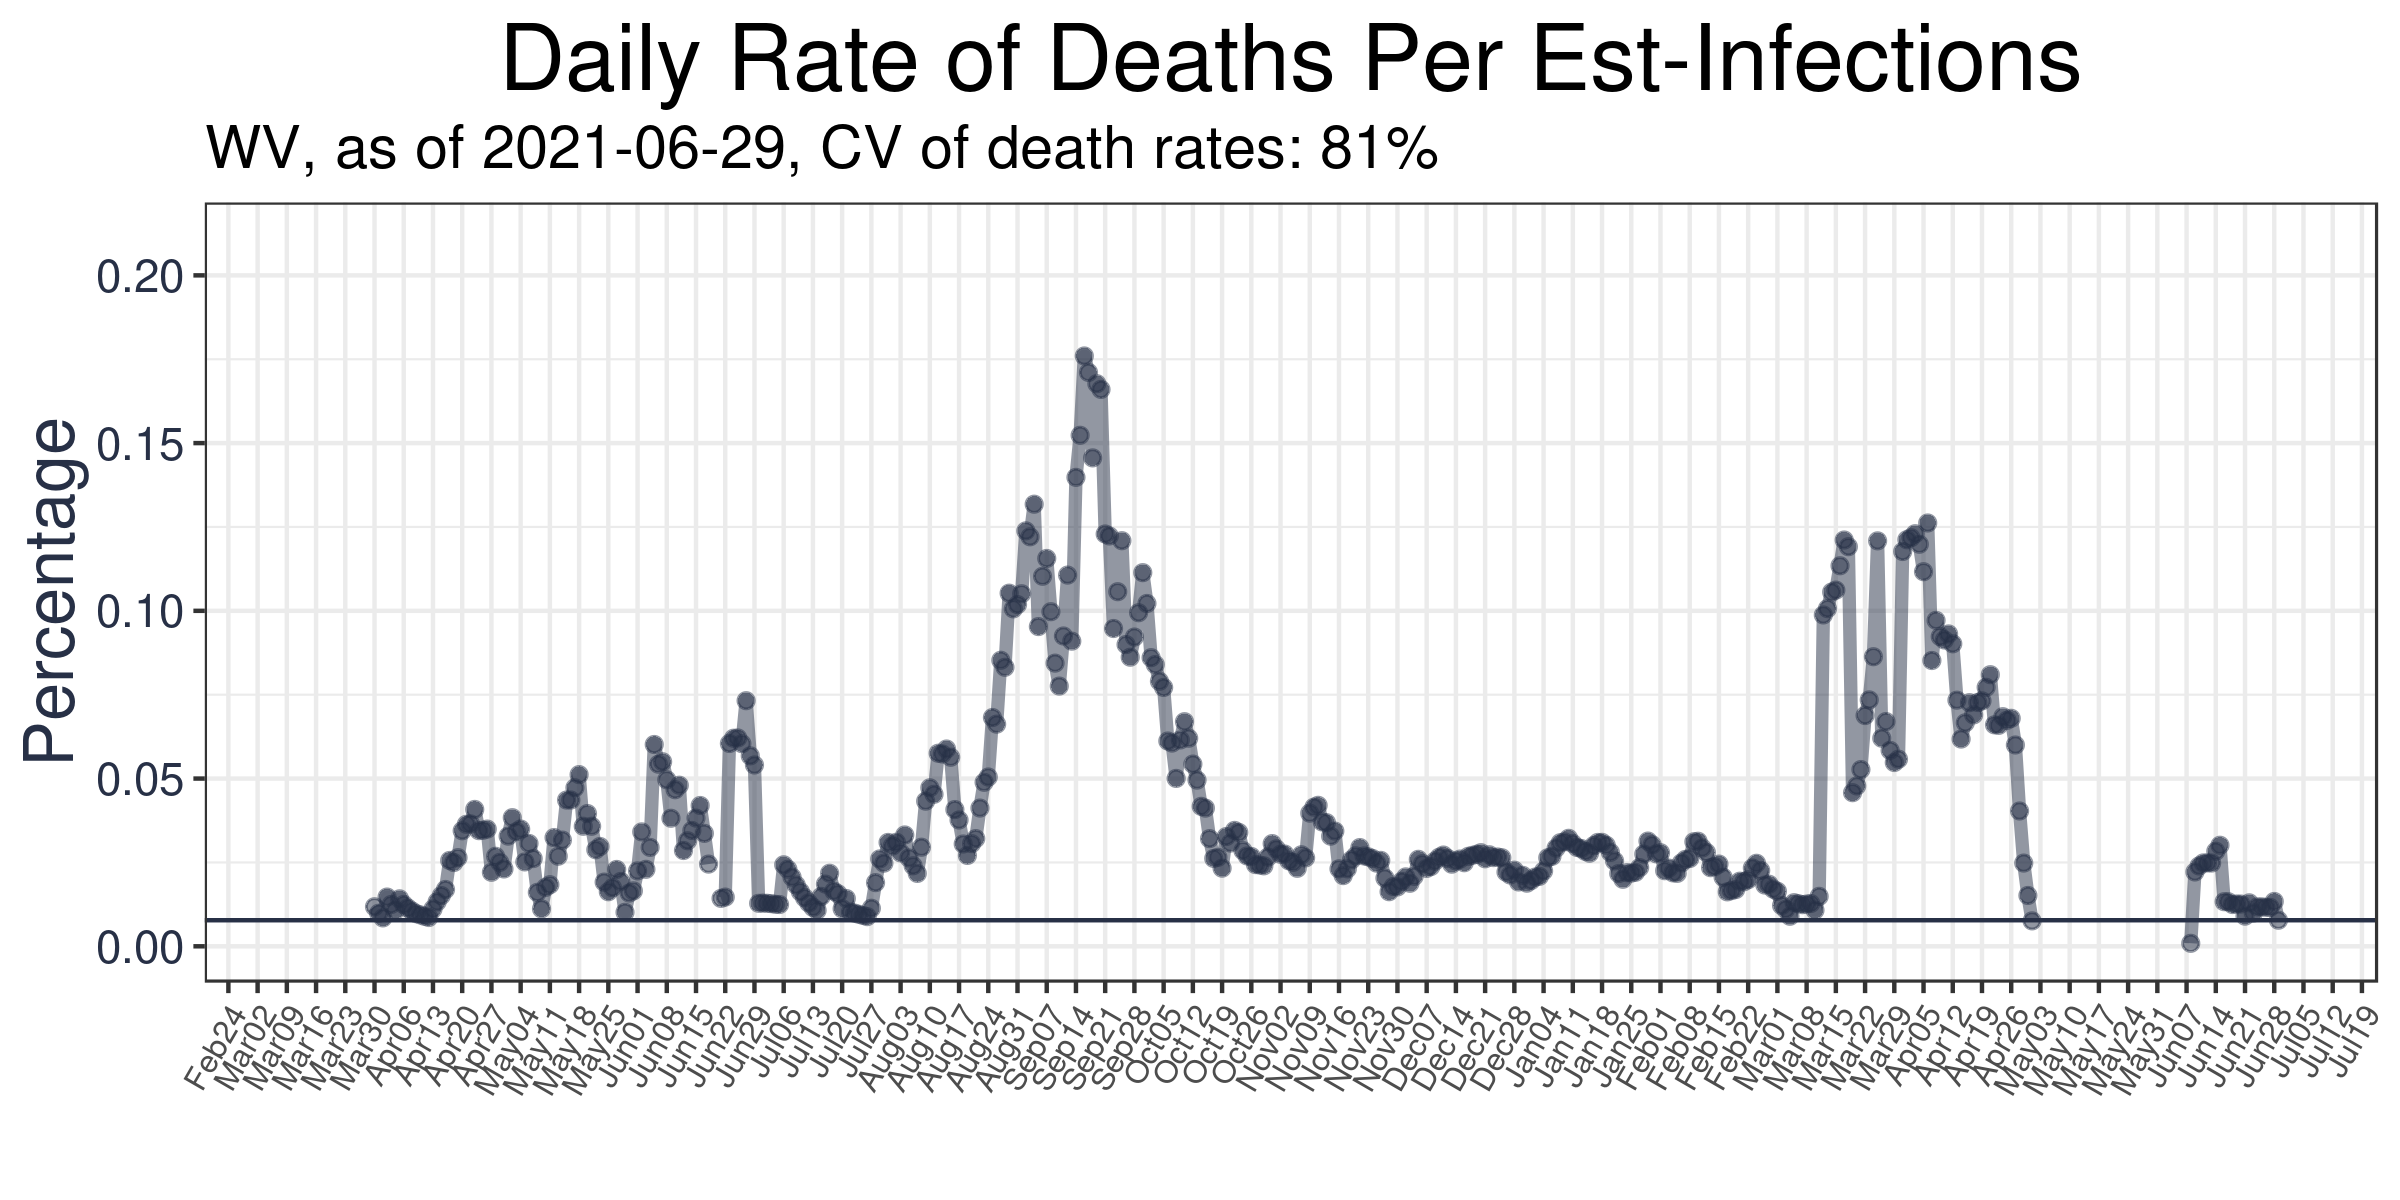 Daily Rate of Deaths Per Est-Infections
WV, as of 2021-06-29, CV of death rates: 81%
Percentage
0.20
0.15
0.10
0.05
0.00
Feb24
Mar02
Mar09
Mar16
Mar23
Mar30
Apr06
Apr13
Apr20
Apr27
May04
May11
May18
May25
Jun01
Jun08
Jun15
Jun22
Jun29
Jul06
Jul13
Jul20
Jul27
Aug03
Aug10
Aug17
Aug24
Aug31
Sep07
Sep14
Sep21
Sep28
Oct05
Oct12
Oct19
Oct26
Nov02
Nov09
Nov16
Nov23
Nov30
Dec07
Dec14
Dec21
Dec28
Jan04
Jan11
Jan18
Jan25
Feb01
Feb08
Feb15
Feb22
Mar01
Mar08
Mar15
Mar22
Mar29
Apr05
Apr12
Apr19
Apr26
May03
May10
May17
May24
May31
Jun07
Jun14
Jun21
Jun28
Jul05
Jul12
Jul19